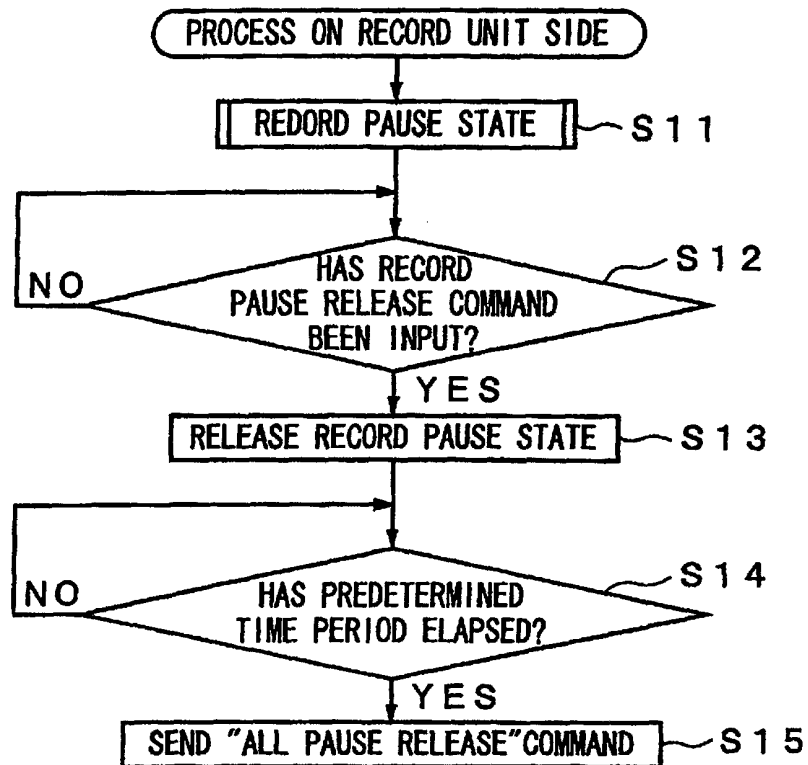 PROCESS ON RECORD UNIT SIDE
REDORD PAUSE STATE
S11
S12
HAS RECORD
PAUSE RELEASE COMMAND
BEEN INPUT?
NO
YES
RELEASE RECORD PAUSE STATE
S13
S14
HAS PREDETERMINED
TIME PERIOD ELAPSED?
NO
YES
SEND "ALL PAUSE RELEASE"COMMAND
S15